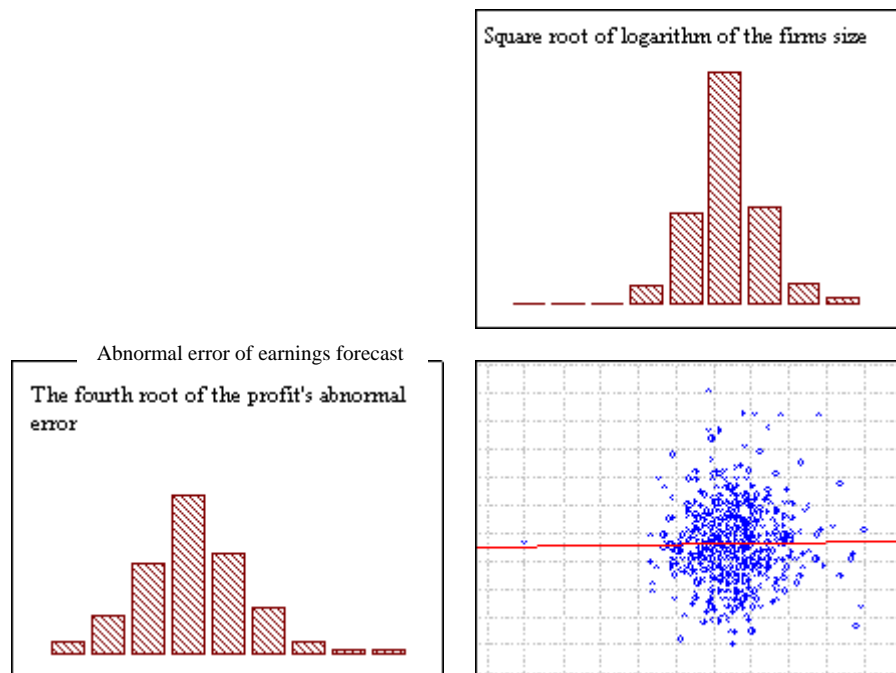 Square root of logarithm of the firms size
Abnormal error of earnings forecast
The fourth root of the profit's abnormal
error